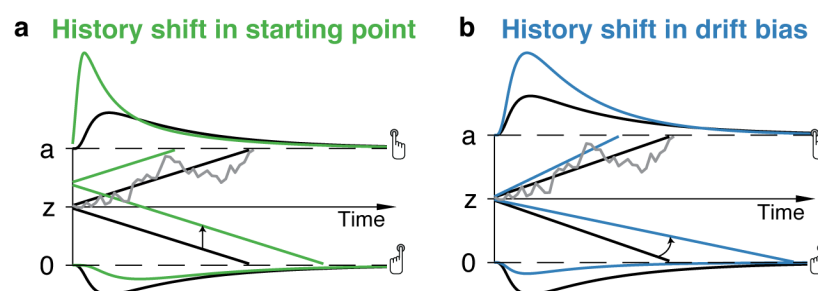 a History shift in starting point
a
z
Time
0
b History shift in drift bias
a
z
Time
0